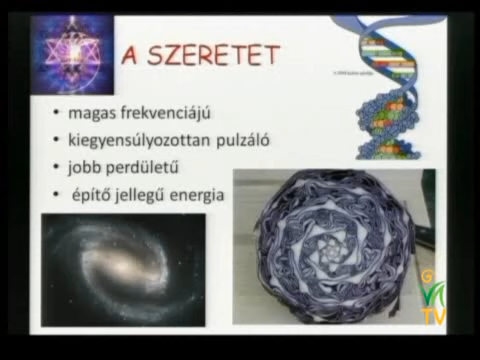 A SZERETET
• magas frekvenciájú
• kiegyensúlyozottan pulzáló
• jobb perdületű
• építő jellegű energia
G
TV